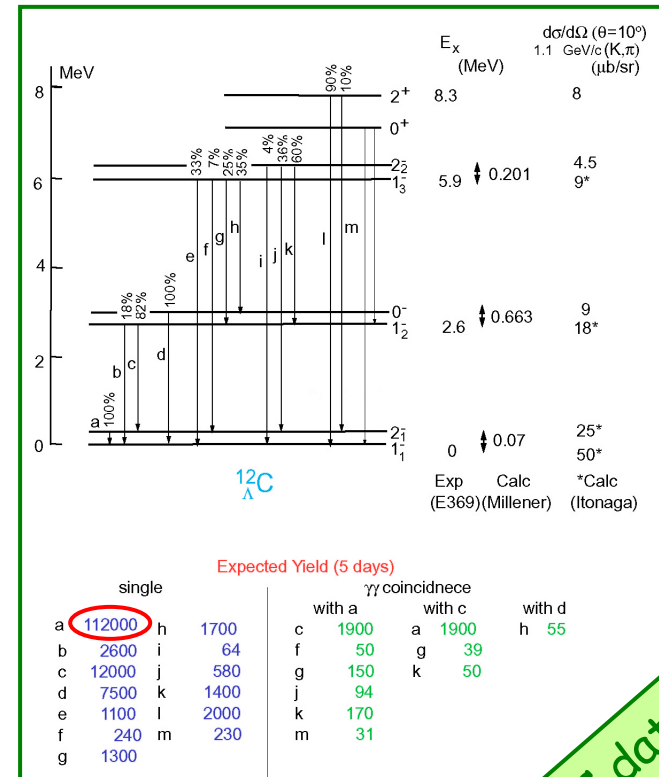 dσ/dΩ (θ=10°)
1.1 GeV/c (K,π)
(μb/sr)
E_x
(MeV)
MeV
90%
10%
8
2⁺
8.3
8
0⁺
33%
7%
25%
35%
4%
36%
60%
2₂⁻
4.5
6
1₃⁻
5.9
0.201
9*
e
f
g
h
i
j
k
l
m
4
18%
82%
100%
0⁻
9
1₂⁻
2.6
0.663
18*
2
b
c
d
a
100%
2₁⁻
25*
0
1₁⁻
0
0.07
50*
¹²ΛC
Exp Calc *Calc
(E369) (Millener) (Itonaga)
Expected Yield (5 days)
single
γγ coincidnece
with a with c with d
a 112000 h 1700
b 2600 i 64
c 12000 j 580
d 7500 k 1400
e 1100 l 2000
f 240 m 230
g 1300
c 1900 a 1900 h 55
f 50 g 39
g 150 k 50
j 94
k 170
m 31